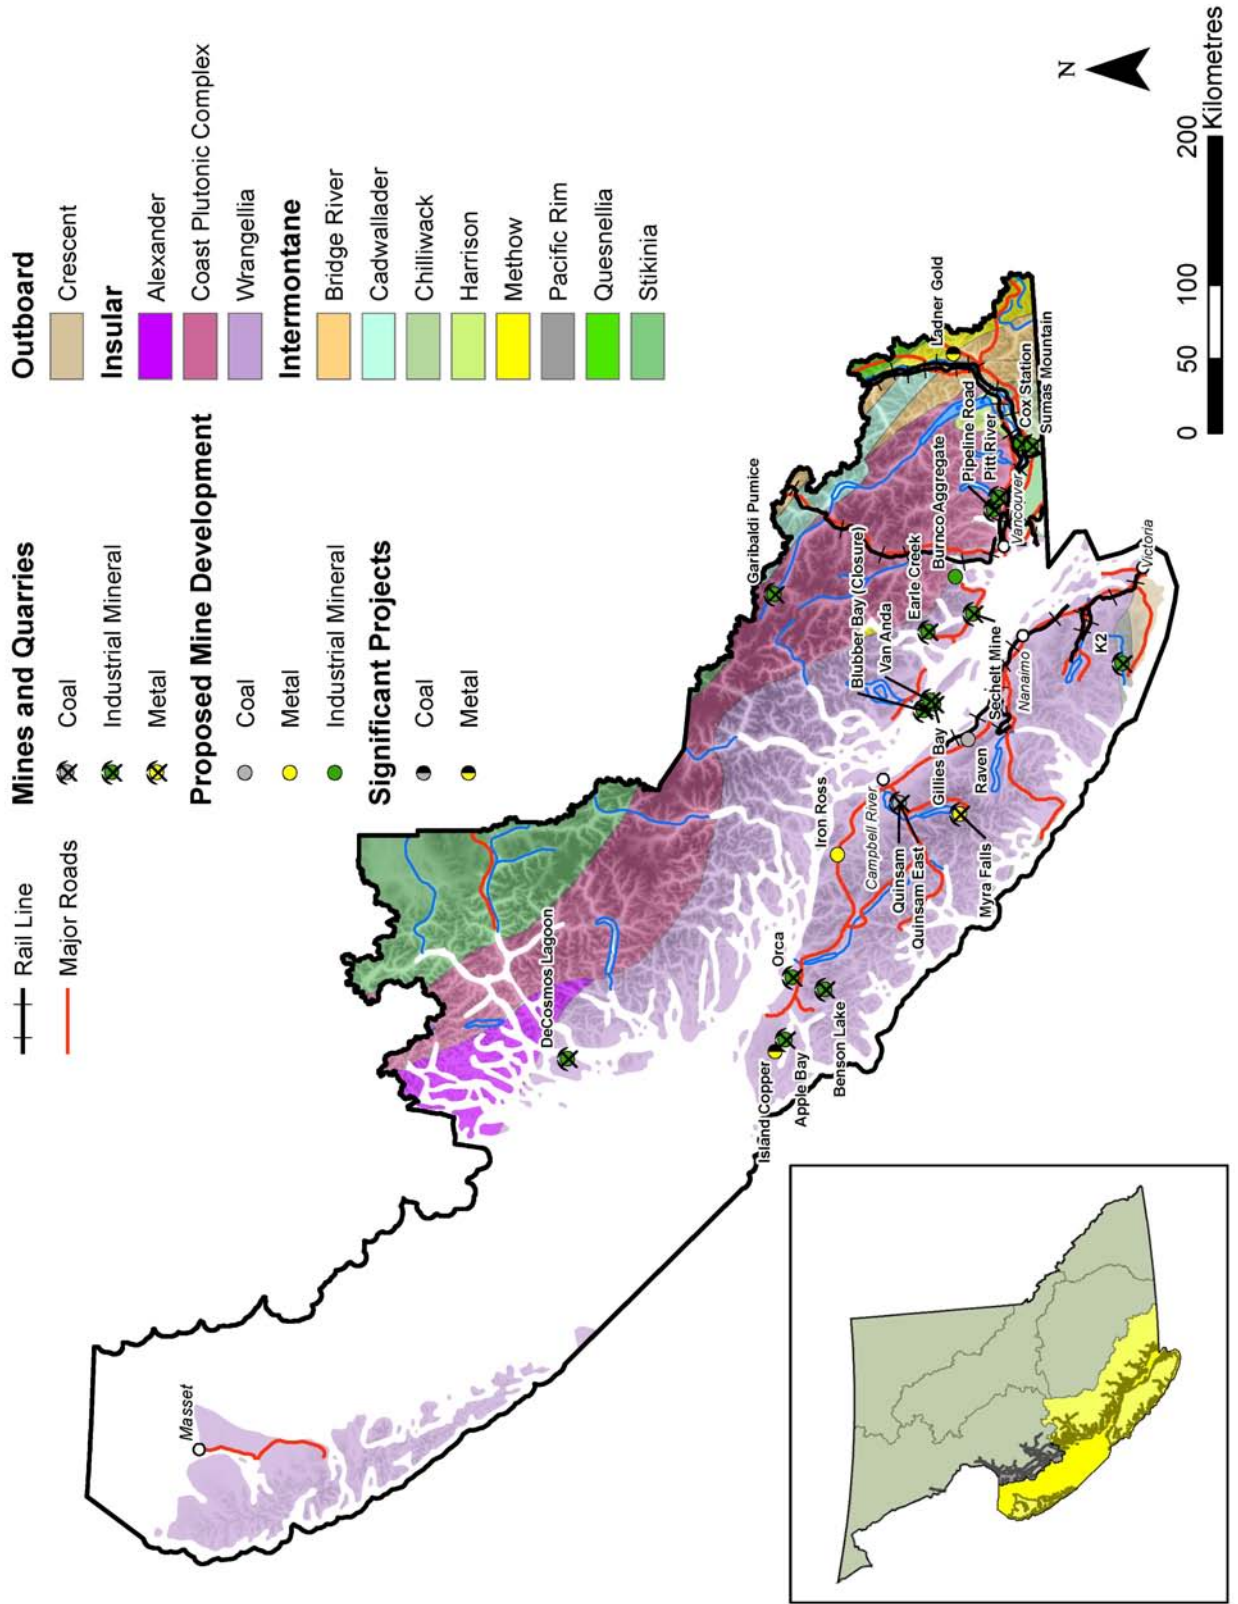 Rail Line
Major Roads
Mines and Quarries
Coal
Industrial Mineral
Metal
Proposed Mine Development
Coal
Metal
Industrial Mineral
Significant Projects
Coal
Metal
Outboard
Crescent
Insular
Alexander
Coast Plutonic Complex
Wrangellia
Intermontane
Bridge River
Cadwallader
Chilliwack
Harrison
Methow
Pacific Rim
Quesnellia
Stikinia
Masset
DeCosmos Lagoon
Island Copper
Apple Bay
Orca
Benson Lake
Iron Ross
Campbell River
Quinsam
Quinsam East
Myra Falls
Gillies Bay
Raven
Blubber Bay (Closure)
Van Anda
Earle Creek
Sechelt Mine
Nanaimo
Garibaldi Pumice
Burnco Aggregate
Pipeline Road
Pitt River
Vancouver
Ladner Gold
Cox Station
Sumas Mountain
K2
Victoria
N
0 50 100 200
Kilometres